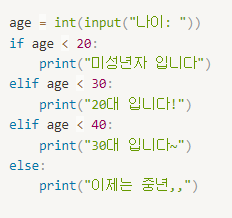 age = int(input("나이: "))
if age < 20:
    print("미성년자 입니다")
elif age < 30:
    print("20대 입니다!")
elif age < 40:
    print("30대 입니다~")
else:
    print("이제는 중년,,")